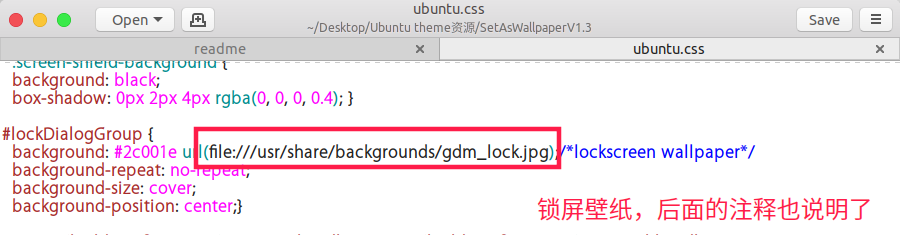 ubuntu.css
~/Desktop/Ubuntu theme资源/SetAsWallpaperV1.3
Open
Save
readme
ubuntu.css
.screen-shield-background {
background: black;
box-shadow: 0px 2px 4px rgba(0, 0, 0, 0.4); }
#lockDialogGroup {
background: #2c001e url(file:///usr/share/backgrounds/gdm_lock.jpg);/*lockscreen wallpaper*/
background-repeat: no-repeat;
background-size: cover;
background-position: center;}
锁屏壁纸，后面的注释也说明了